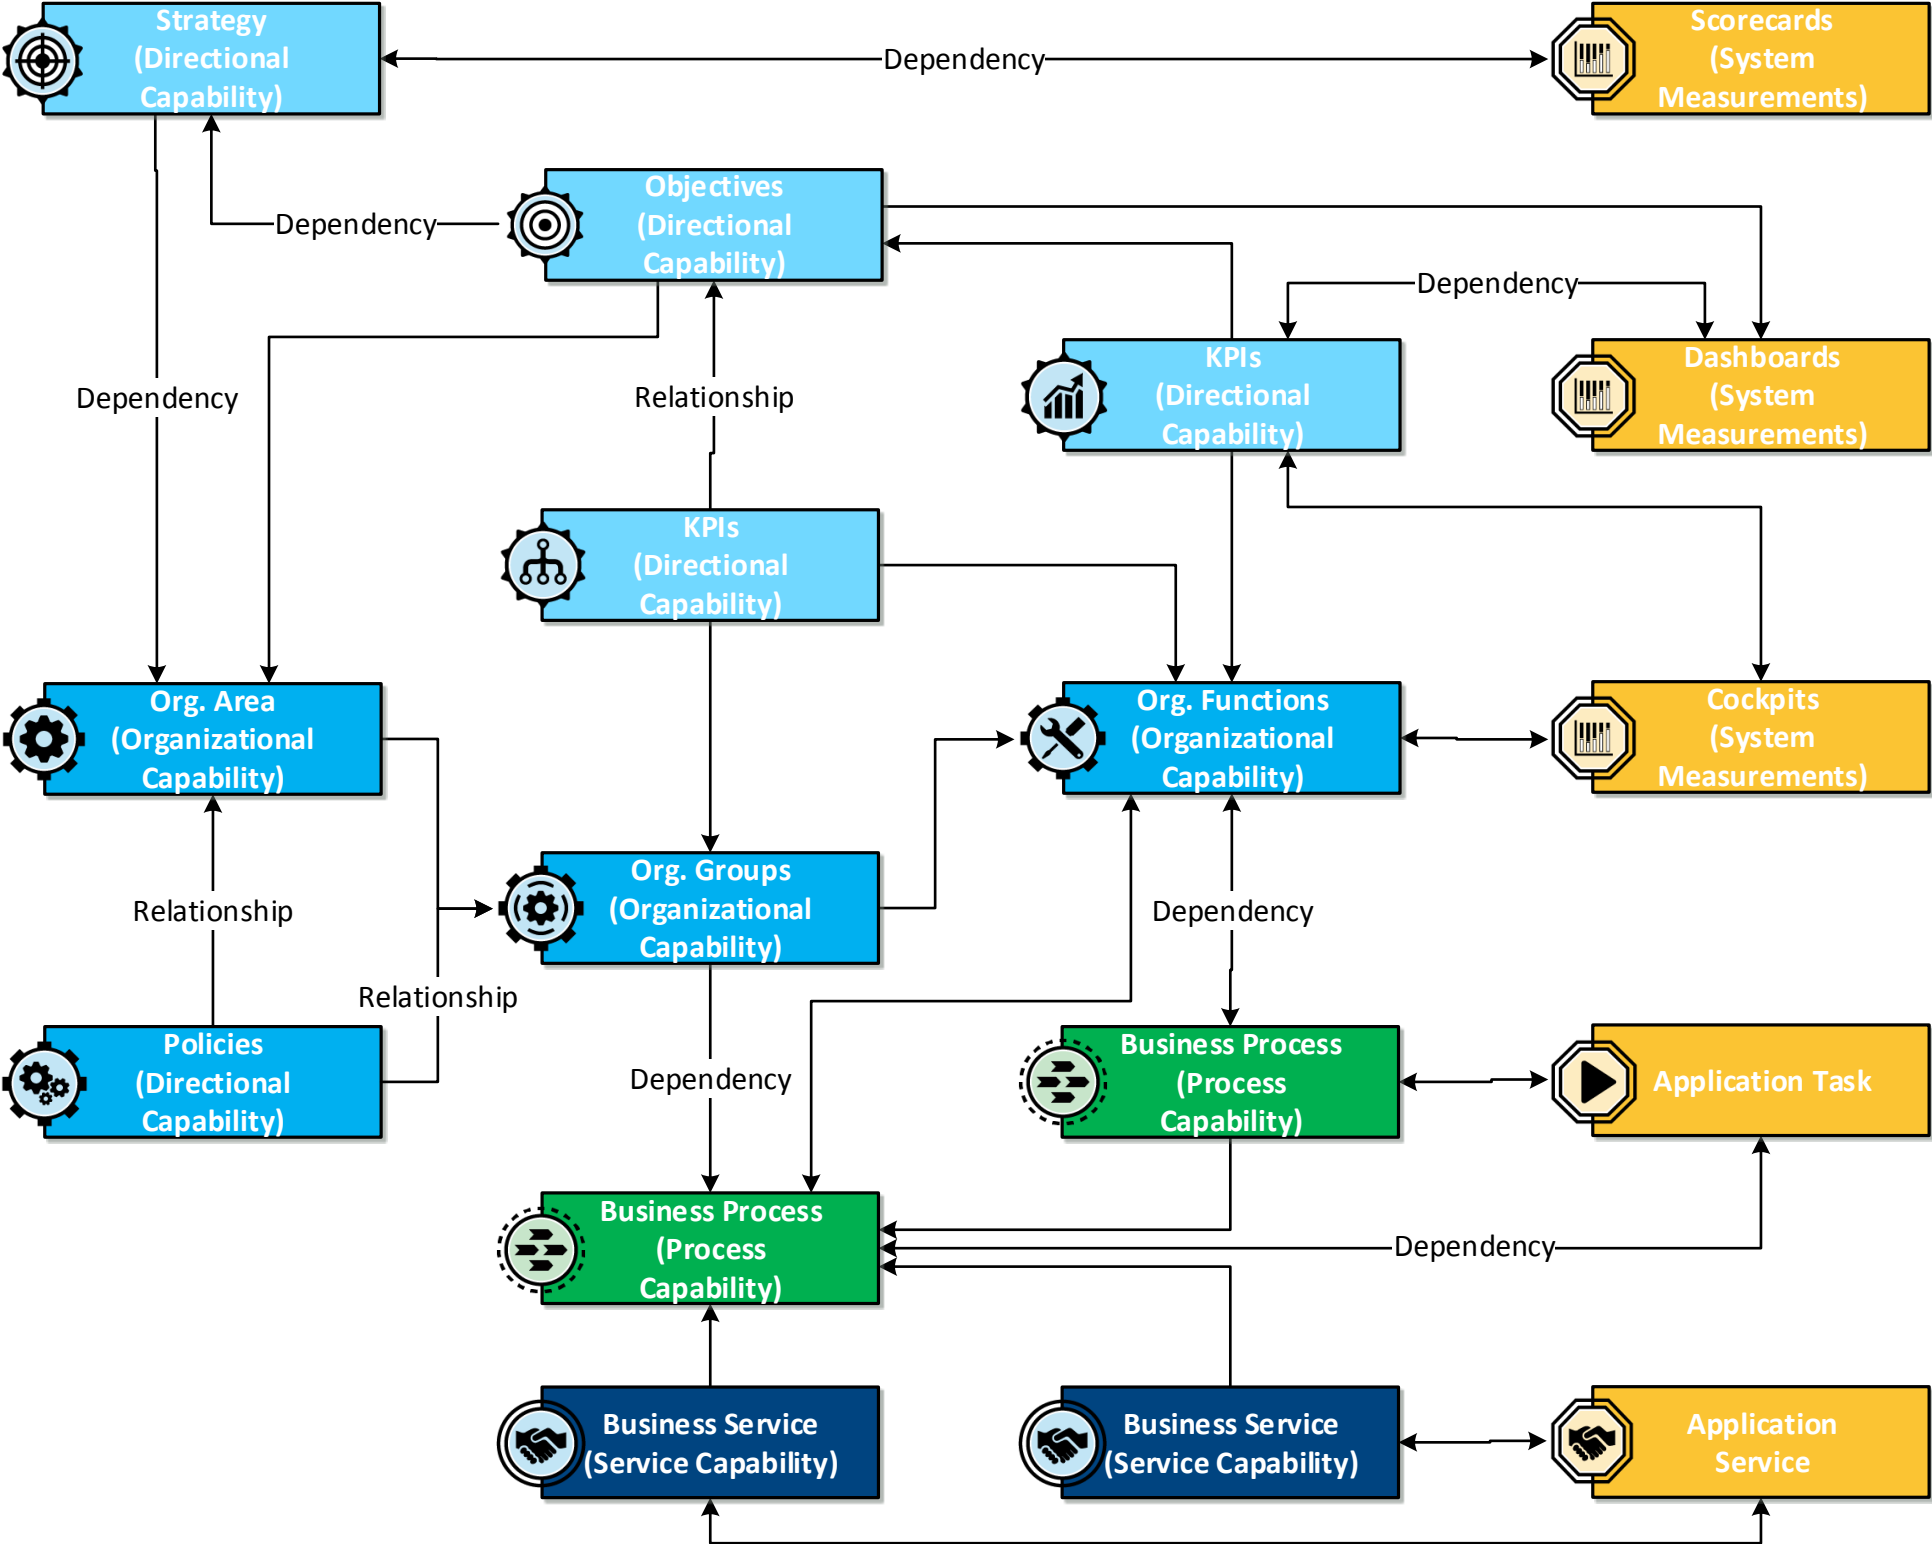 Strategy
(Directional
Capability)
Dependency
Scorecards
(System
Measurements)
Objectives
(Directional
Capability)
Dependency
Dependency
KPIs
(Directional
Capability)
Dashboards
(System
Measurements)
Dependency
Relationship
KPIs
(Directional
Capability)
Org. Area
(Organizational
Capability)
Org. Functions
(Organizational
Capability)
Cockpits
(System
Measurements)
Org. Groups
(Organizational
Capability)
Relationship
Dependency
Relationship
Policies
(Directional
Capability)
Dependency
Business Process
(Process
Capability)
Application Task
Business Process
(Process
Capability)
Dependency
Business Service
(Service Capability)
Business Service
(Service Capability)
Application
Service